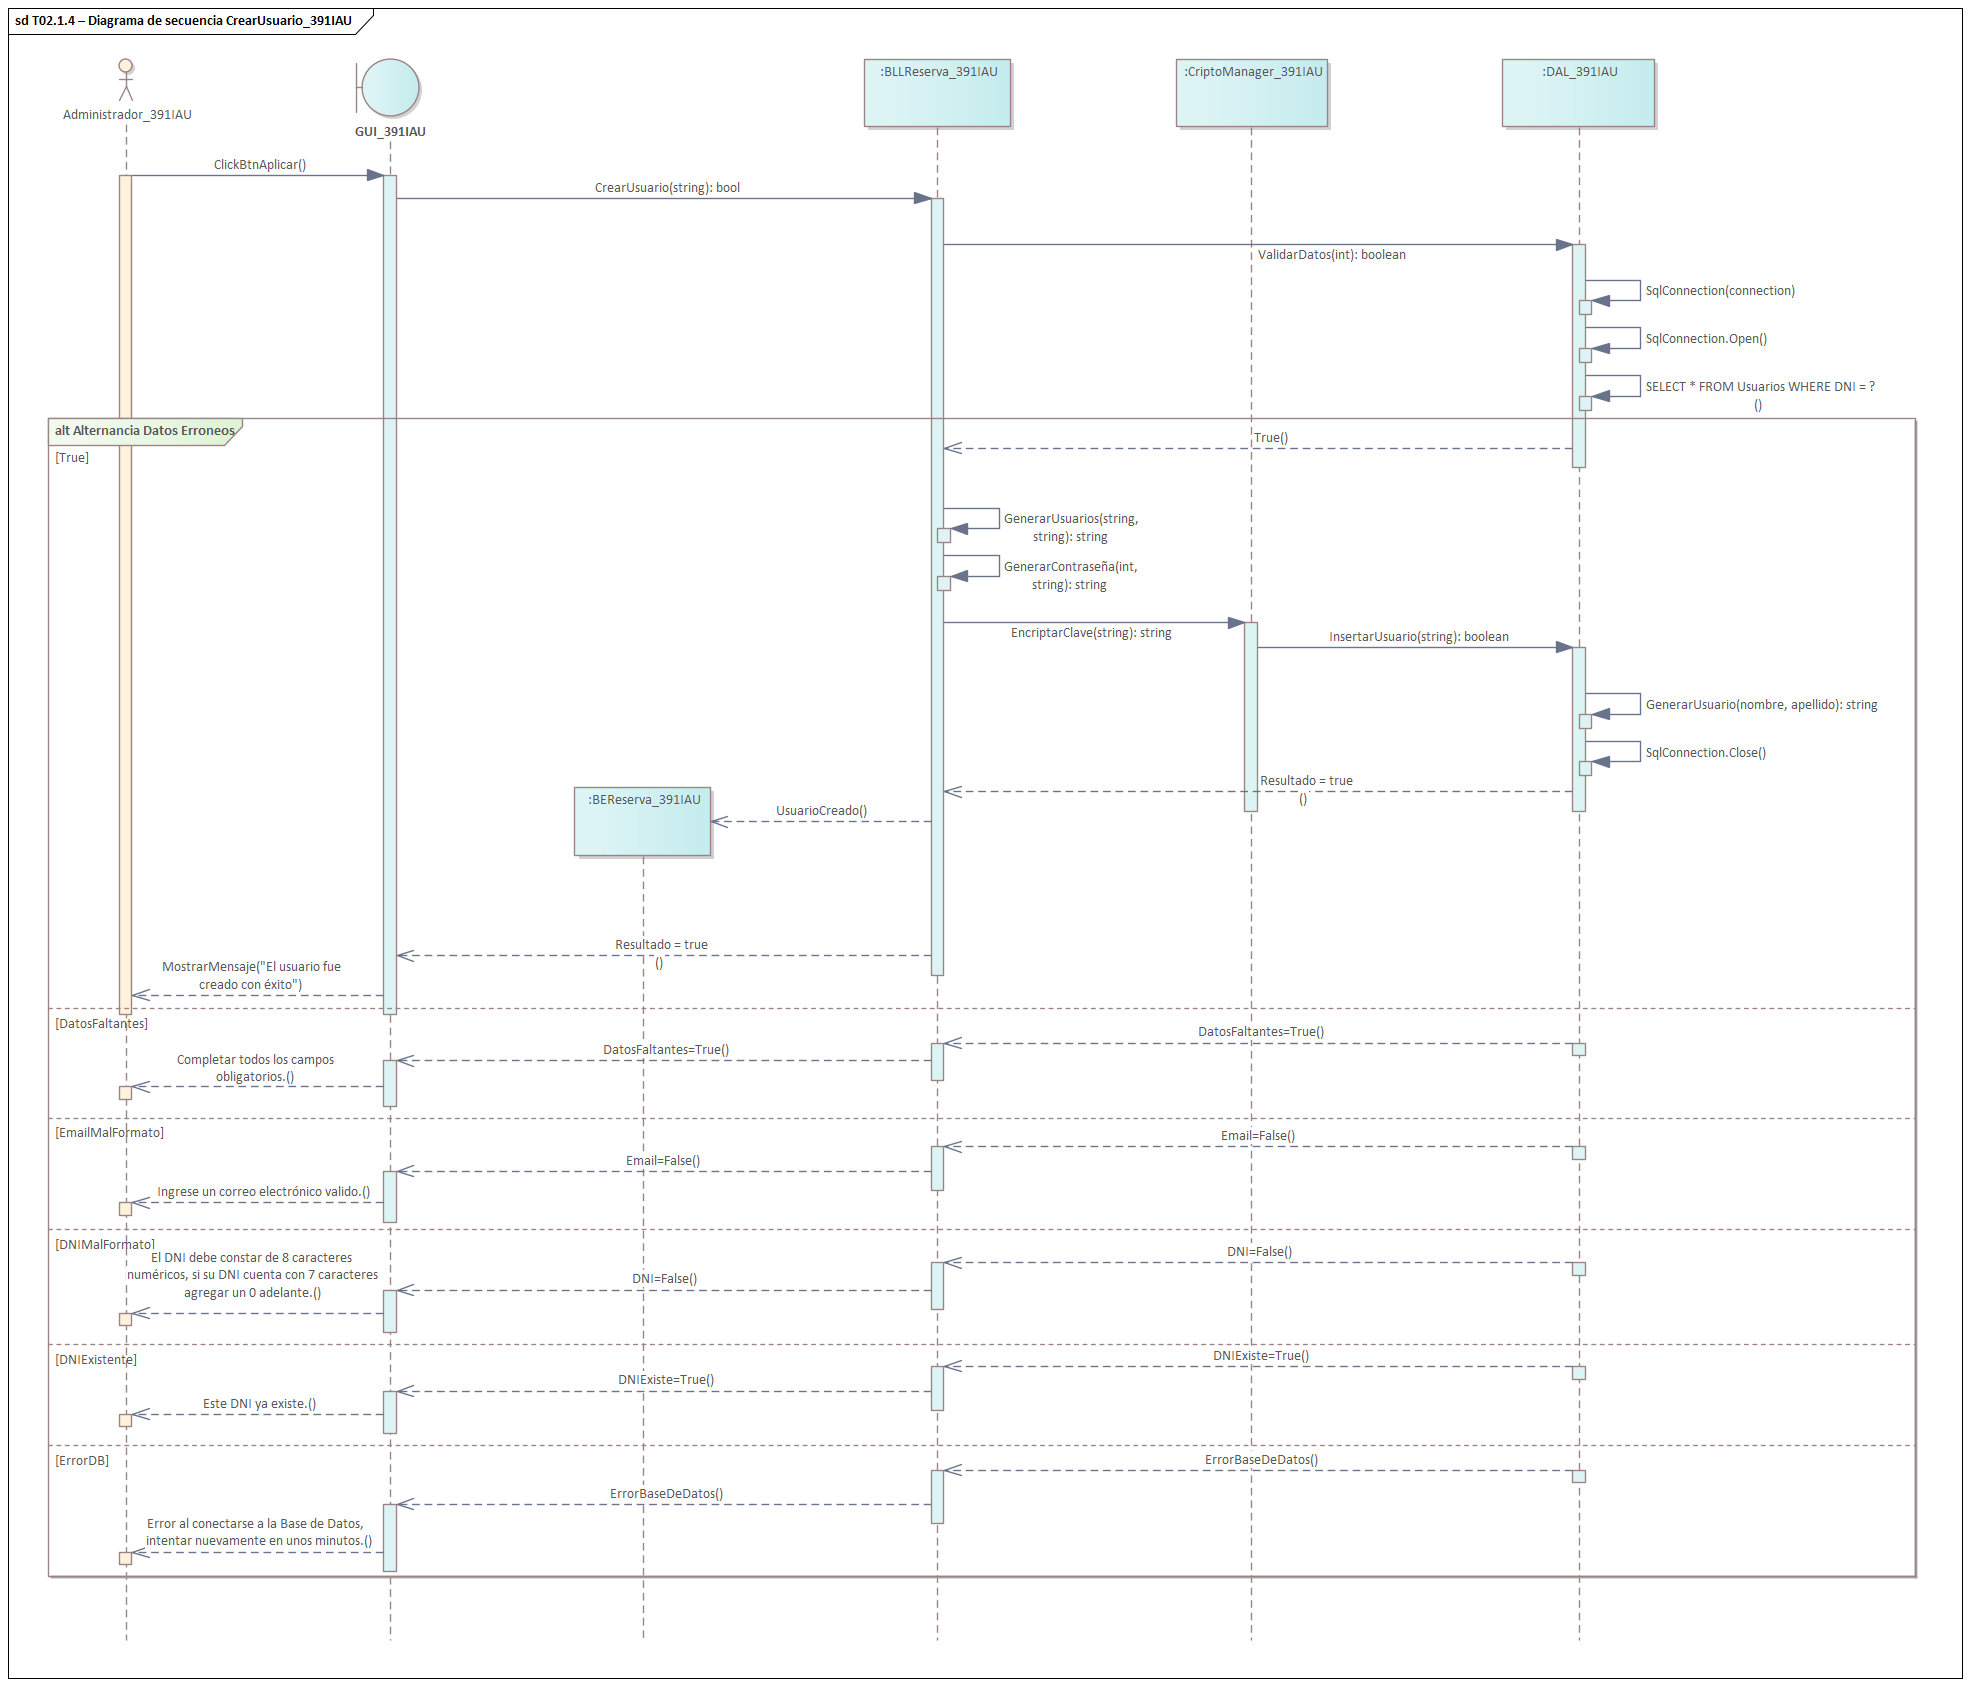 sd T02.1.4 – Diagrama de secuencia CrearUsuario_391IAU
Administrador_391IAU
GUI_391IAU
:BLLReserva_391IAU
:CriptoManager_391IAU
:DAL_391IAU
ClickBtnAplicar()
CrearUsuario(string): bool
ValidarDatos(int): boolean
SqlConnection(connection)
SqlConnection.Open()
SELECT * FROM Usuarios WHERE DNI = ?
()
alt Alternancia Datos Erroneos
[True]
True()
GenerarUsuarios(string,
string): string
GenerarContraseña(int,
string): string
EncriptarClave(string): string
InsertarUsuario(string): boolean
GenerarUsuario(nombre, apellido): string
SqlConnection.Close()
Resultado = true
()
:BEReserva_391IAU
UsuarioCreado()
Resultado = true
()
MostrarMensaje("El usuario fue
creado con éxito")
[DatosFaltantes]
DatosFaltantes=True()
DatosFaltantes=True()
Completar todos los campos
obligatorios.()
[EmailMalFormato]
Email=False()
Email=False()
Ingrese un correo electrónico valido.()
[DNIMalFormato]
DNI=False()
DNI=False()
El DNI debe constar de 8 caracteres
numéricos, si su DNI cuenta con 7 caracteres
agregar un 0 adelante.()
[DNIExistente]
DNIExiste=True()
DNIExiste=True()
Este DNI ya existe.()
[ErrorDB]
ErrorBaseDeDatos()
ErrorBaseDeDatos()
Error al conectarse a la Base de Datos,
intentar nuevamente en unos minutos.()